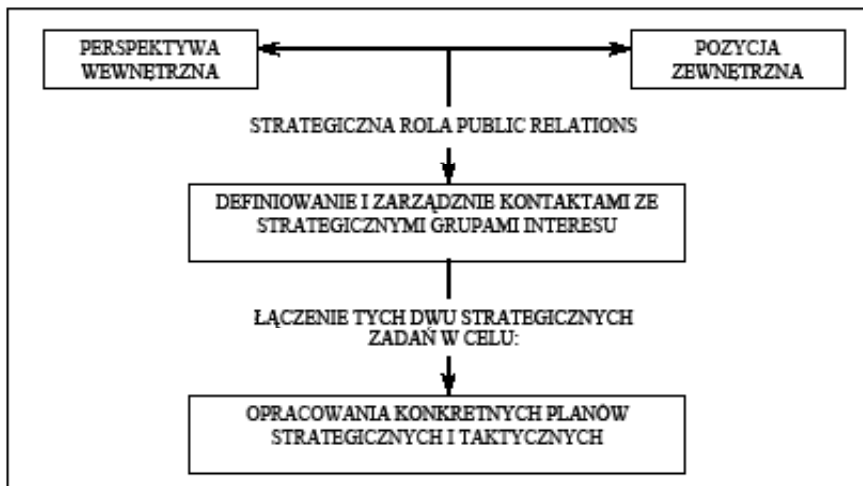 PERSPEKTYWA
WEWNĘTRZNA
POZYCJA
ZEWNĘTRZNA
STRATEGICZNA ROLA PUBLIC RELATIONS
DEFINIOWANIE I ZARZĄDZNIE KONTAKTAMI ZE
STRATEGICZNYMI GRUPAMI INTERESU
ŁĄCZENIE TYCH DWU STRATEGICZNYCH
ZADAŃ W CELU:
OPRACOWANIA KONKRETNYCH PLANÓW
STRATEGICZNYCH I TAKTYCZNYCH